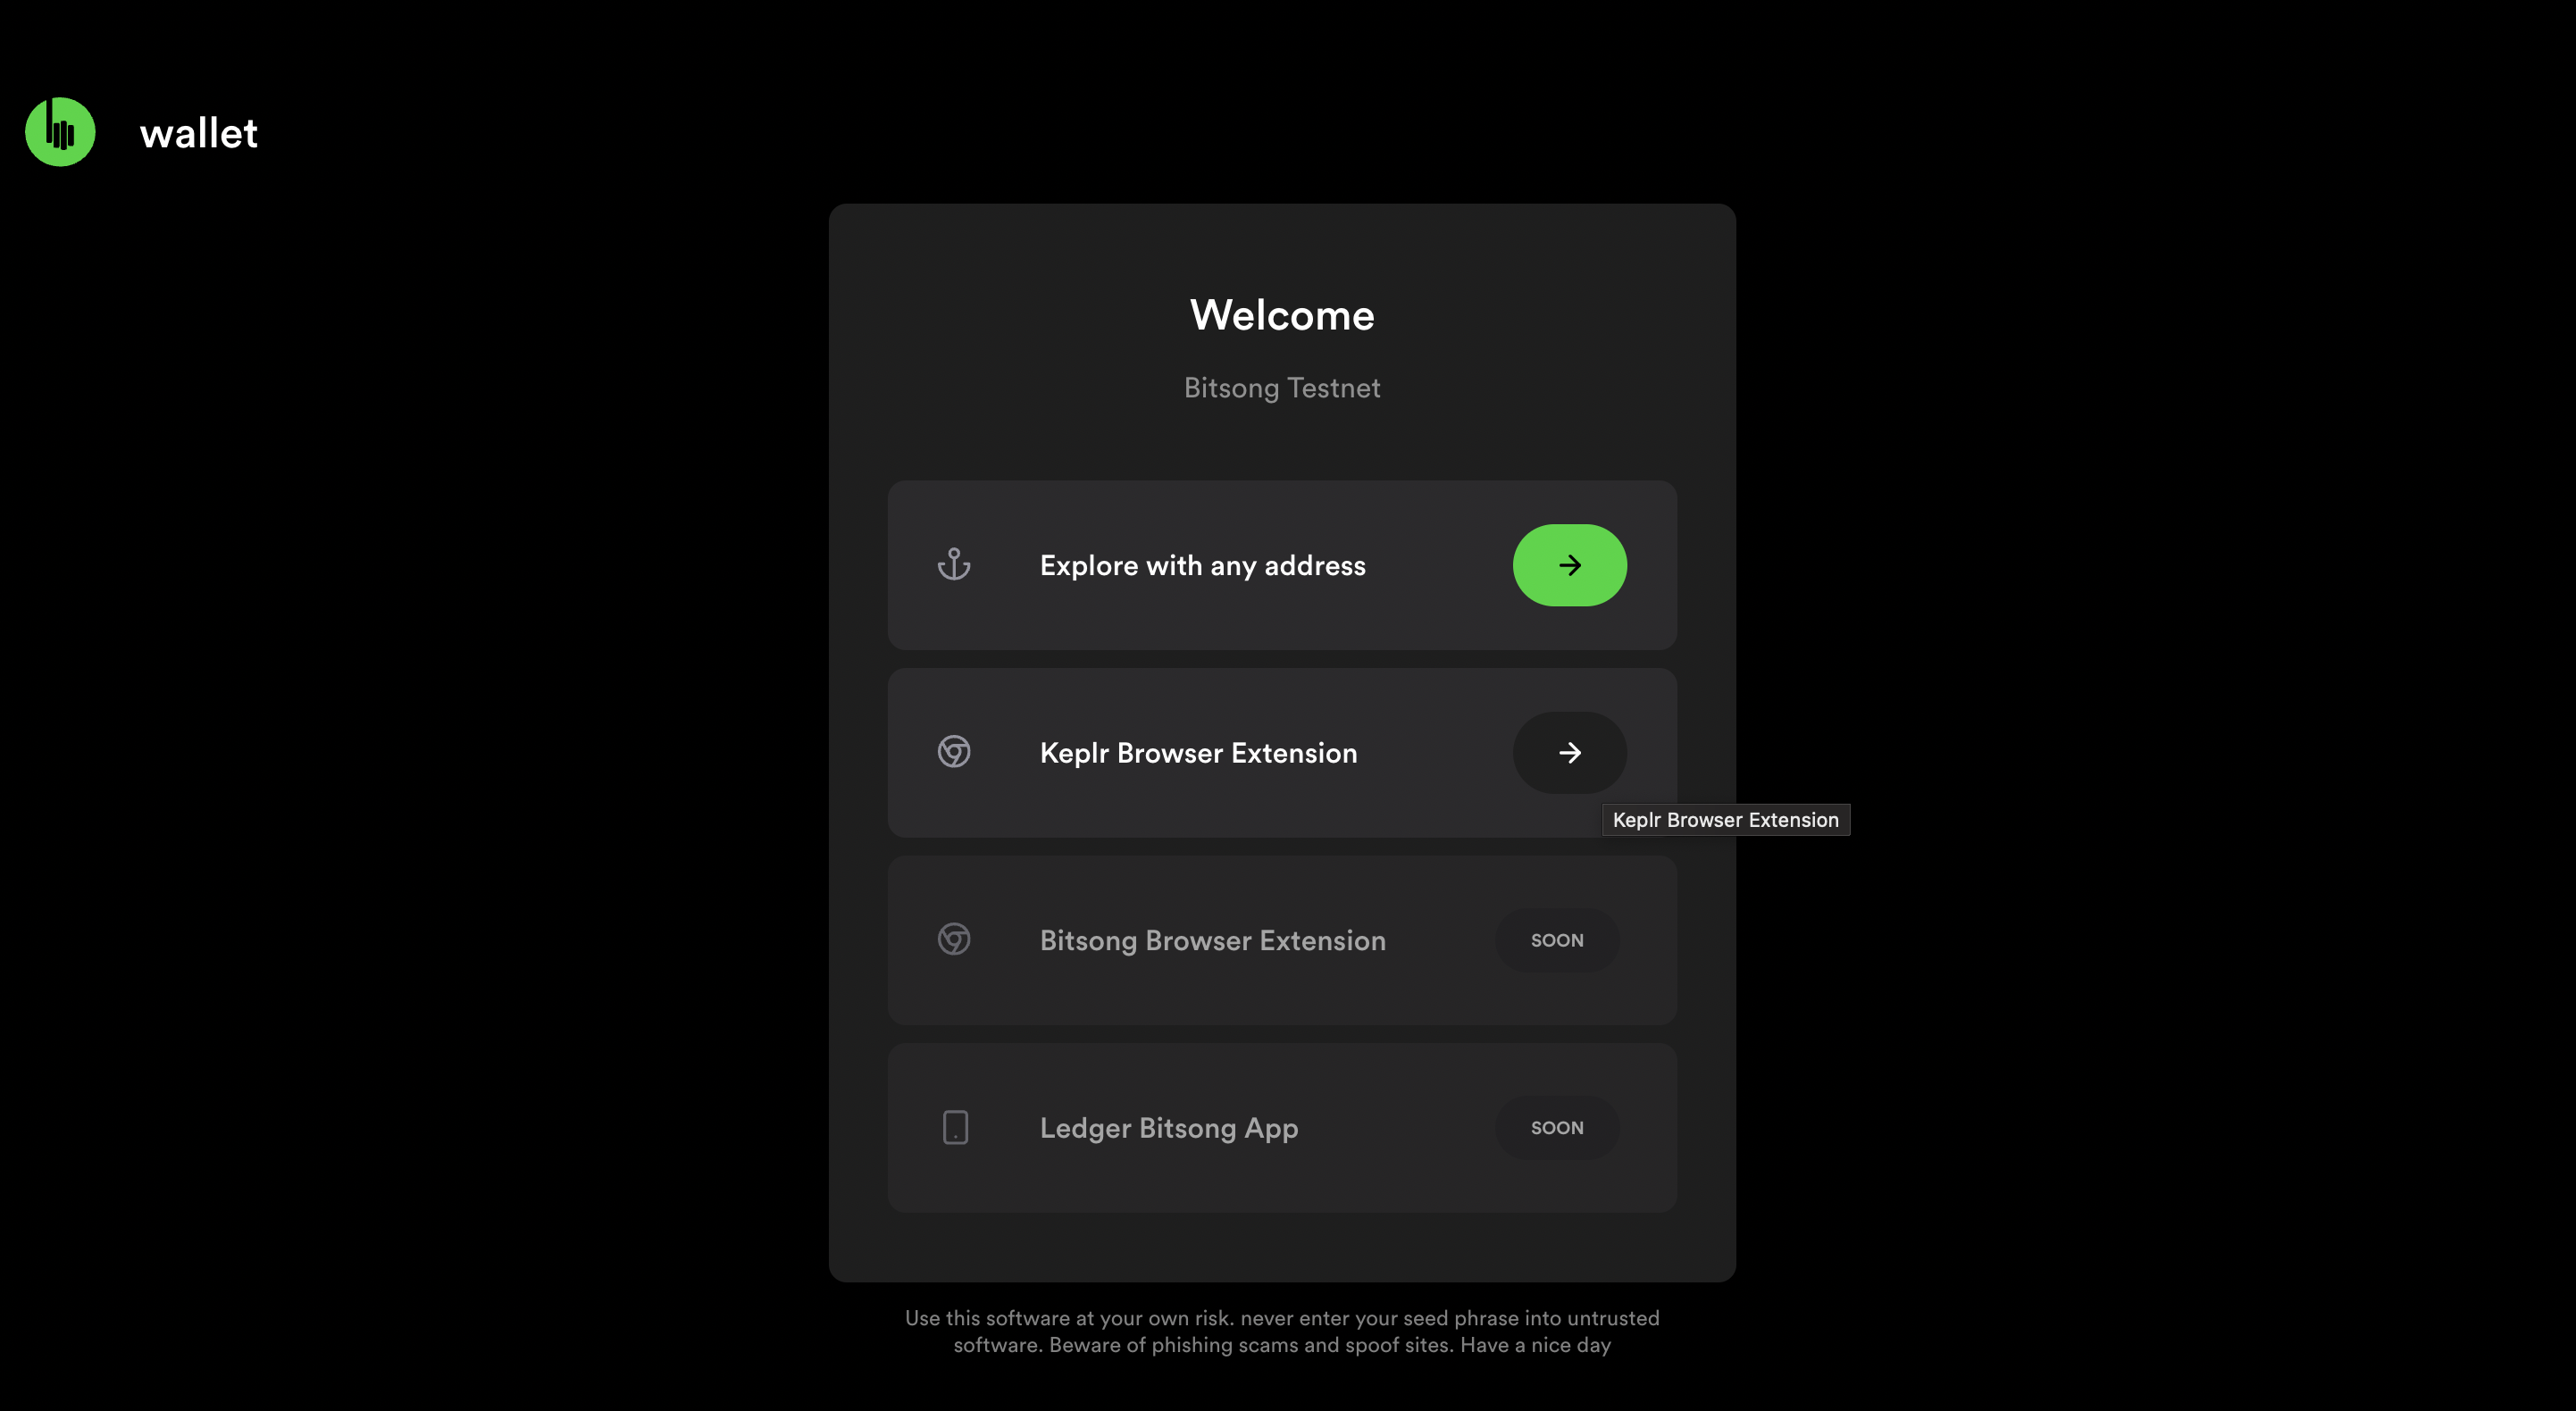 wallet
Welcome
Bitsong Testnet
Explore with any address
Keplr Browser Extension
Keplr Browser Extension
Bitsong Browser Extension
SOON
Ledger Bitsong App
SOON
Use this software at your own risk. never enter your seed phrase into untrusted
software. Beware of phishing scams and spoof sites. Have a nice day